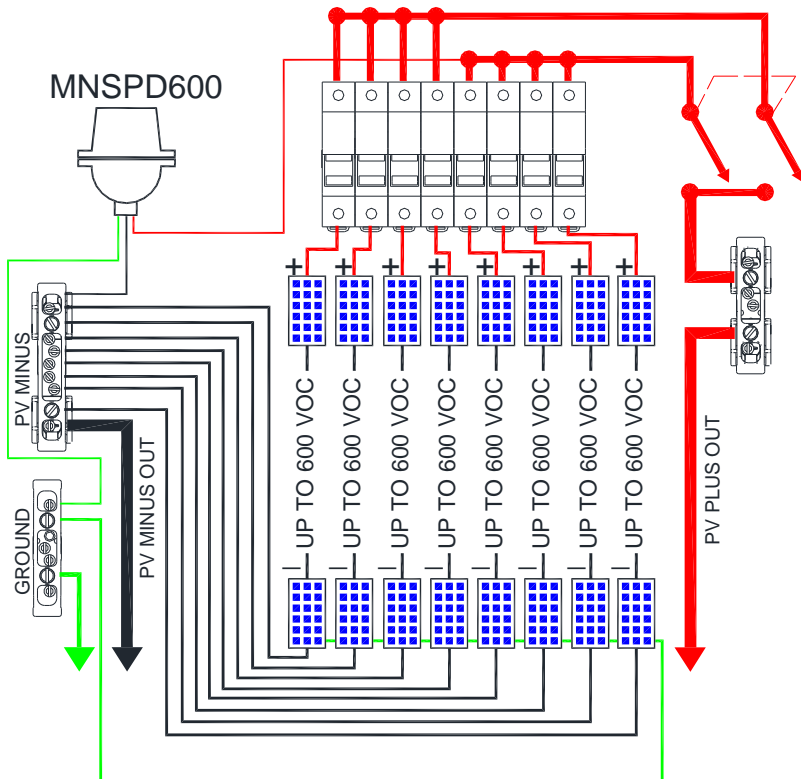 MNSPD600
+ + + + + + + +
PV MINUS
UP TO 600 VOC
UP TO 600 VOC
UP TO 600 VOC
UP TO 600 VOC
UP TO 600 VOC
UP TO 600 VOC
UP TO 600 VOC
UP TO 600 VOC
PV MINUS OUT
PV PLUS OUT
GROUND
− − − − − − − −